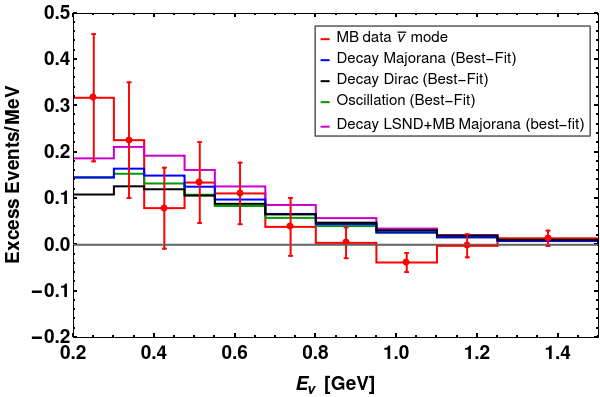 0.5
0.4
0.3
0.2
0.1
0.0
−0.1
−0.2
Excess Events/MeV
MB data ν̅ mode
Decay Majorana (Best−Fit)
Decay Dirac (Best−Fit)
Oscillation (Best−Fit)
Decay LSND+MB Majorana (best−fit)
0.2 0.4 0.6 0.8 1.0 1.2 1.4
Eν [GeV]